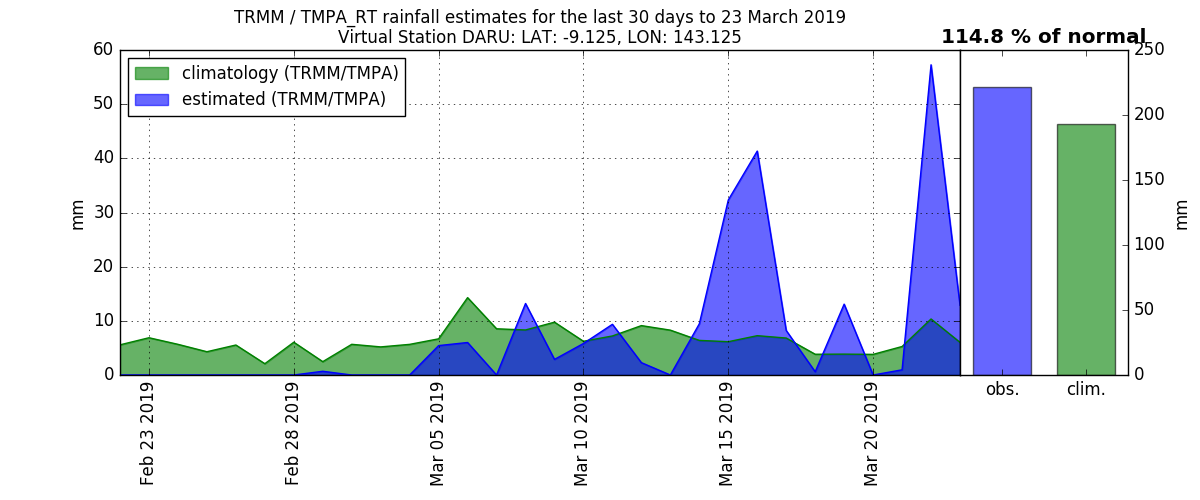 TRMM / TMPA_RT rainfall estimates for the last 30 days to 23 March 2019
Virtual Station DARU: LAT: -9.125, LON: 143.125
114.8 % of normal
climatology (TRMM/TMPA)
estimated (TRMM/TMPA)
60
50
40
30
20
10
0
mm
Feb 23 2019
Feb 28 2019
Mar 05 2019
Mar 10 2019
Mar 15 2019
Mar 20 2019
obs.
clim.
250
200
150
100
50
0
mm